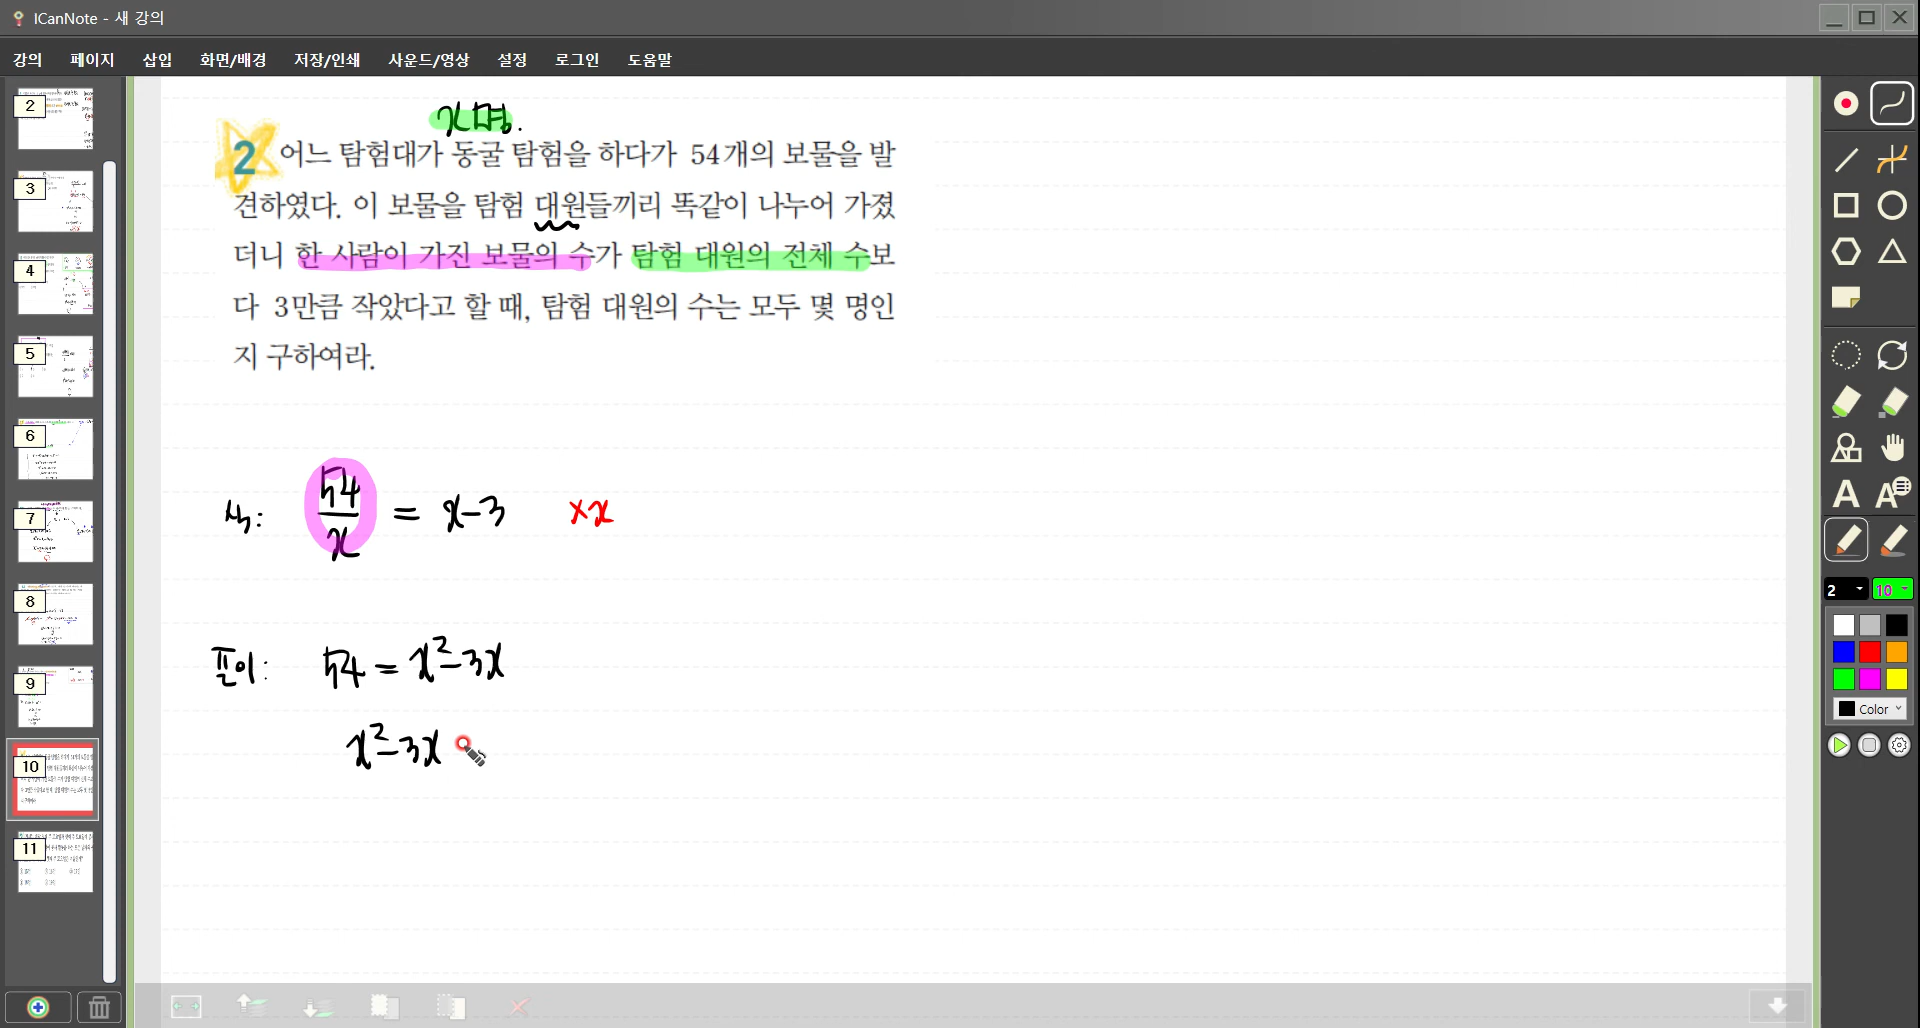 ICanNote - 새 강의
강의 페이지 삽입 화면/배경 저장/인쇄 사운드/영상 설정 로그인 도움말
2
3
4
5
6
7
8
9
10
11
x명.
2 어느 탐험대가 동굴 탐험을 하다가 54개의 보물을 발
견하였다. 이 보물을 탐험 대원들끼리 똑같이 나누어 가졌
더니 한 사람이 가진 보물의 수가 탐험 대원의 전체 수보
다 3만큼 작았다고 할 때, 탐험 대원의 수는 모두 몇 명인
지 구하여라.
식: 54/x = x-3 ×x
풀이: 54 = x²-3x
x²-3x
A A
2 10
Color